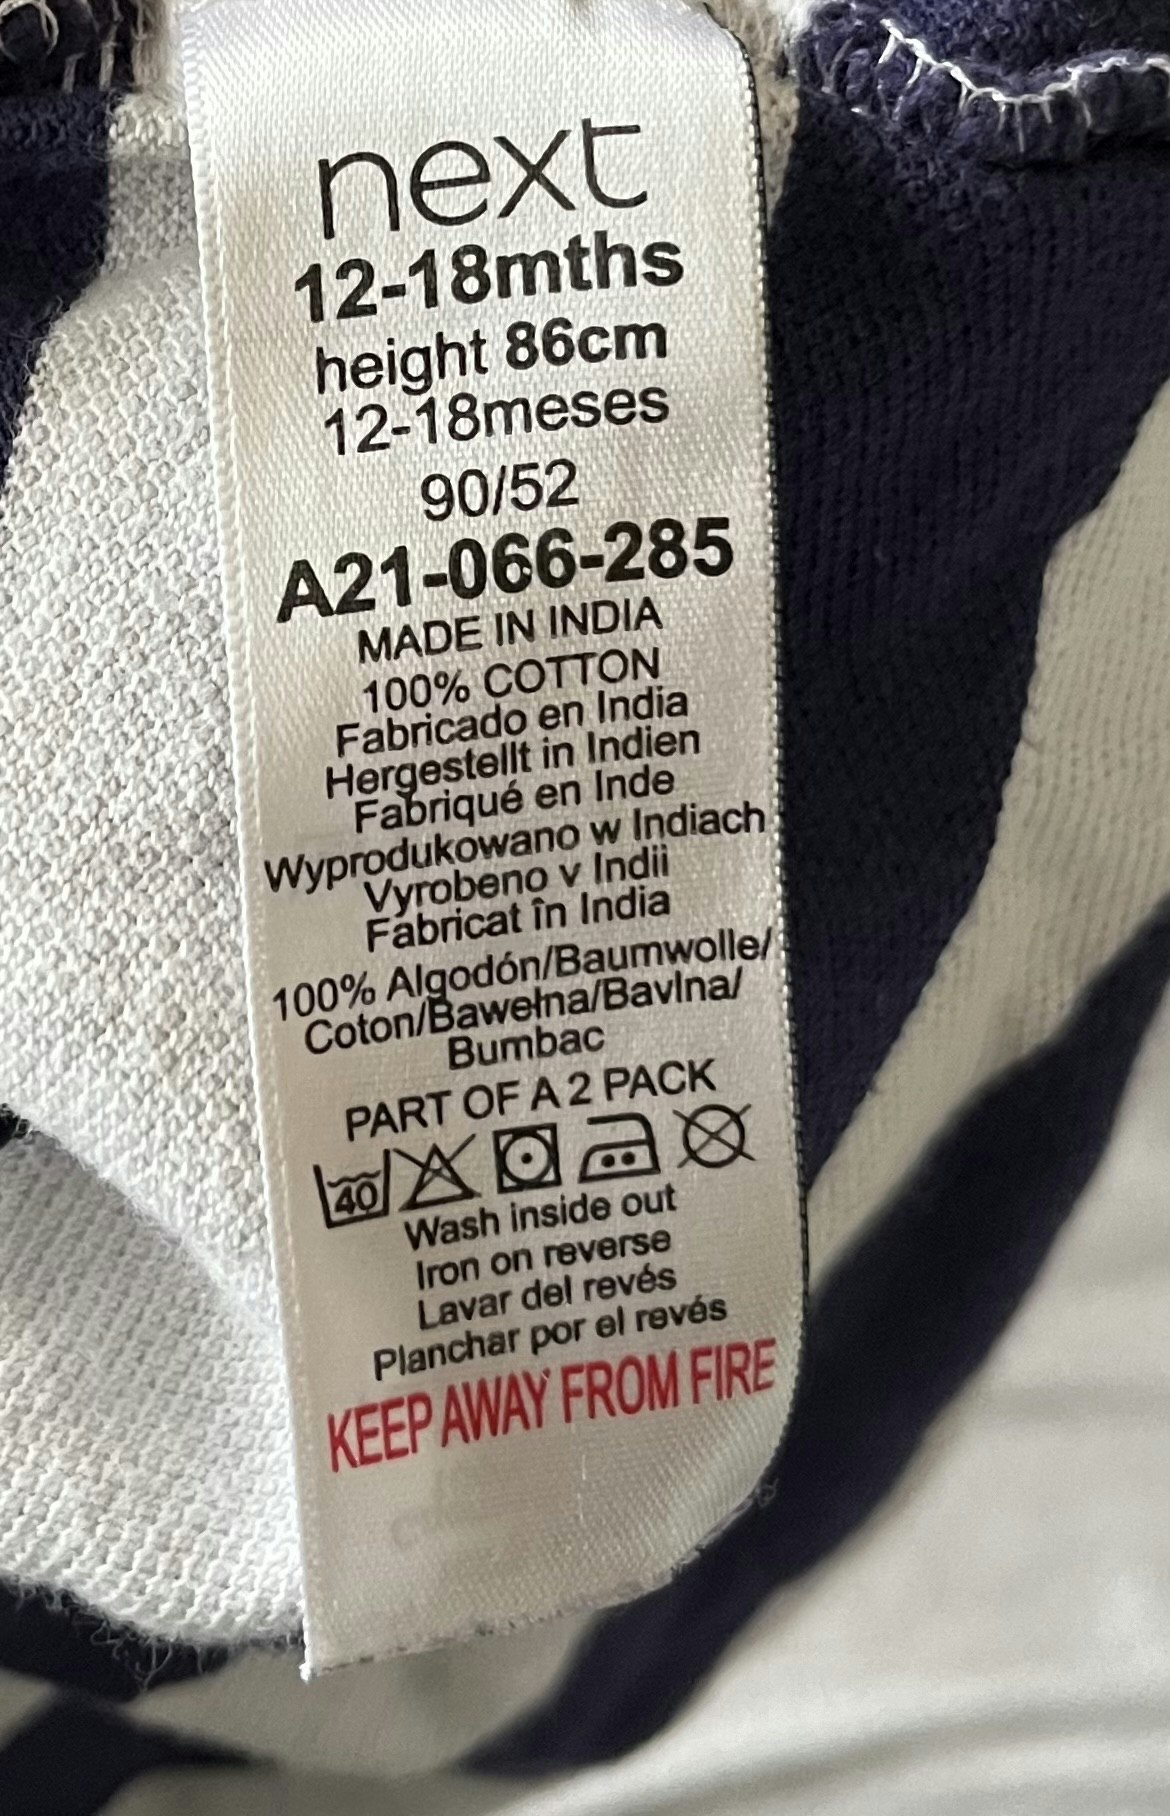 next
12-18mths
height 86cm
12-18meses
90/52
A21-066-285
MADE IN INDIA
100% COTTON
Fabricado en India
Hergestellt in Indien
Fabriqué en Inde
Wyprodukowano w Indiach
Vyrobeno v Indii
Fabricat în India
100% Algodón/Baumwolle/
Coton/Bawełna/Bavlna/
Bumbac
PART OF A 2 PACK
40
Wash inside out
Iron on reverse
Lavar del revés
Planchar por el revés
KEEP AWAY FROM FIRE